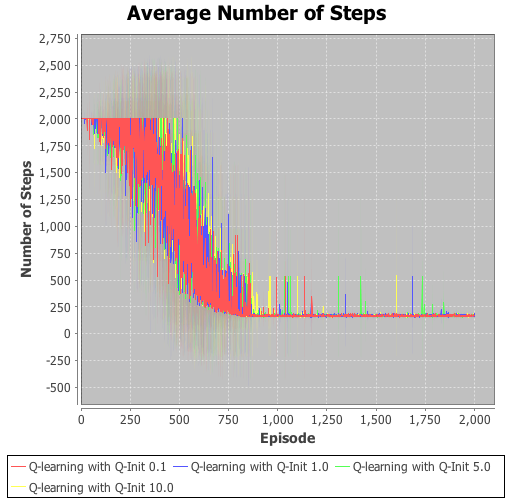 Average Number of Steps
2,750
2,500
2,250
2,000
1,750
1,500
1,250
1,000
750
500
250
0
-250
-500
Number of Steps
0 250 500 750 1,000 1,250 1,500 1,750 2,000
Episode
Q-learning with Q-Init 0.1 Q-learning with Q-Init 1.0 Q-learning with Q-Init 5.0
Q-learning with Q-Init 10.0